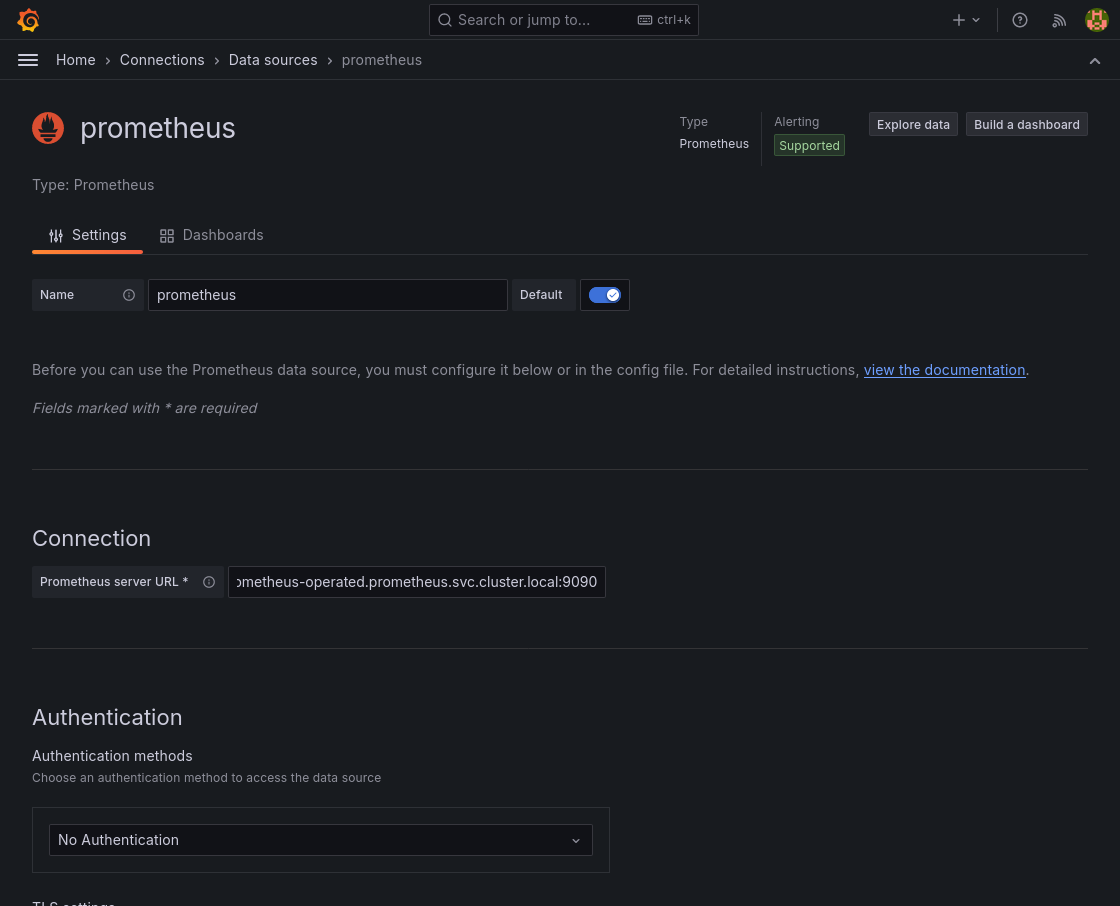 Search or jump to... ctrl+k
Home › Connections › Data sources › prometheus
prometheus
Type
Prometheus
Alerting
Supported
Explore data
Build a dashboard
Type: Prometheus
Settings
Dashboards
Name
prometheus
Default
Before you can use the Prometheus data source, you must configure it below or in the config file. For detailed instructions, view the documentation.
Fields marked with * are required
Connection
Prometheus server URL *
ometheus-operated.prometheus.svc.cluster.local:9090
Authentication
Authentication methods
Choose an authentication method to access the data source
No Authentication
TLS settings